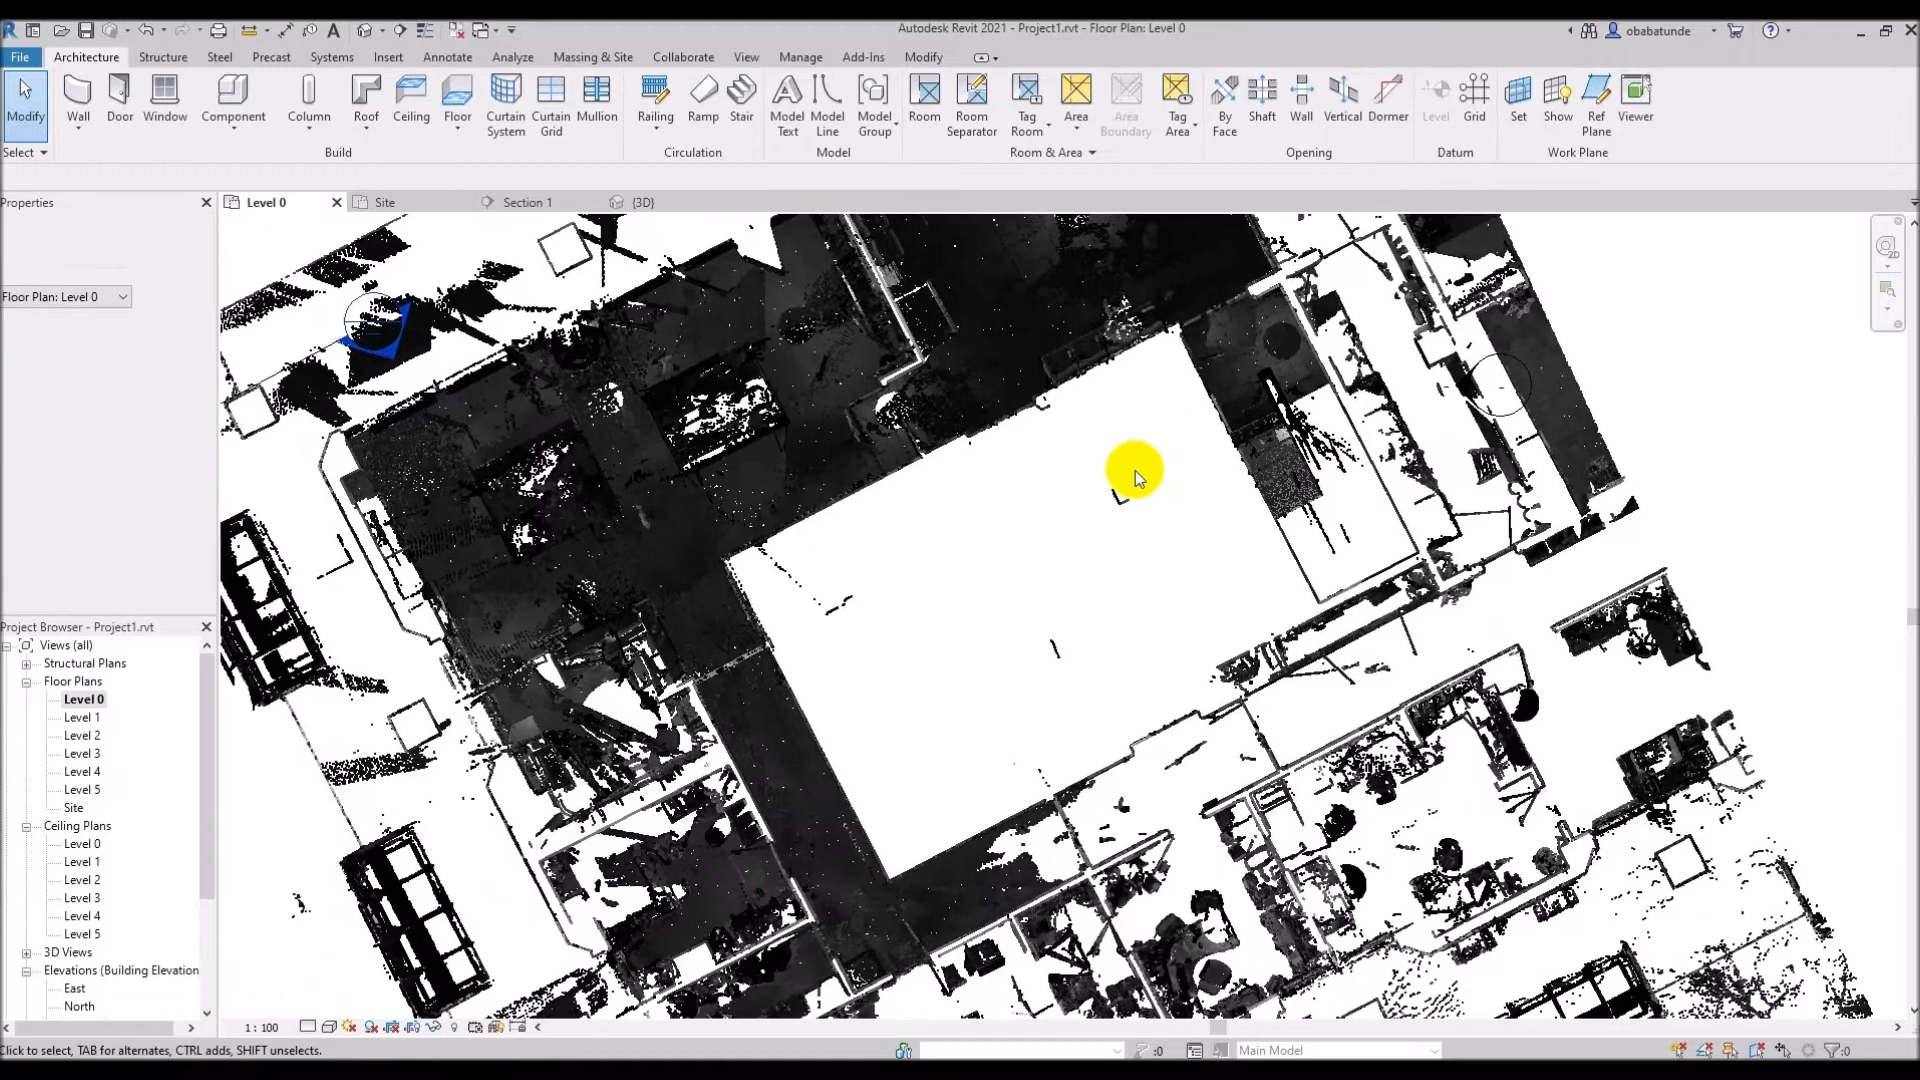 Autodesk Revit 2021 - Project1.rvt - Floor Plan: Level 0
obabatunde
File
Architecture
Structure
Steel
Precast
Systems
Insert
Annotate
Analyze
Massing & Site
Collaborate
View
Manage
Add-Ins
Modify
Modify
Wall
Door
Window
Component
Column
Roof
Ceiling
Floor
Curtain System
Curtain Grid
Mullion
Railing
Ramp
Stair
Model Text
Model Line
Model Group
Room
Room Separator
Tag Room
Area
Area Boundary
Tag Area
By Face
Shaft
Wall
Vertical
Dormer
Level
Grid
Set
Show
Ref Plane
Viewer
Select
Build
Circulation
Model
Room & Area
Opening
Datum
Work Plane
Properties
Level 0
Site
Section 1
{3D}
2D
Floor Plan: Level 0
Project Browser - Project1.rvt
Views (all)
Structural Plans
Floor Plans
Level 0
Level 1
Level 2
Level 3
Level 4
Level 5
Site
Ceiling Plans
Level 0
Level 1
Level 2
Level 3
Level 4
Level 5
3D Views
Elevations (Building Elevation
East
North
1 : 100
Click to select, TAB for alternates, CTRL adds, SHIFT unselects.
:0
Main Model
:0